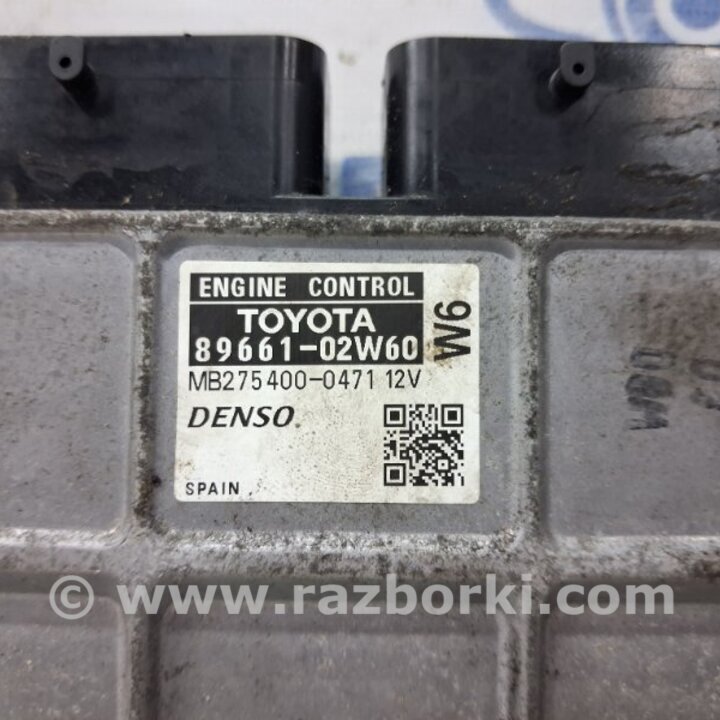 ENGINE CONTROL
TOYOTA
89661-02W60
W6
MB275400-0471 12V
DENSO
SPAIN
© www.razborki.com